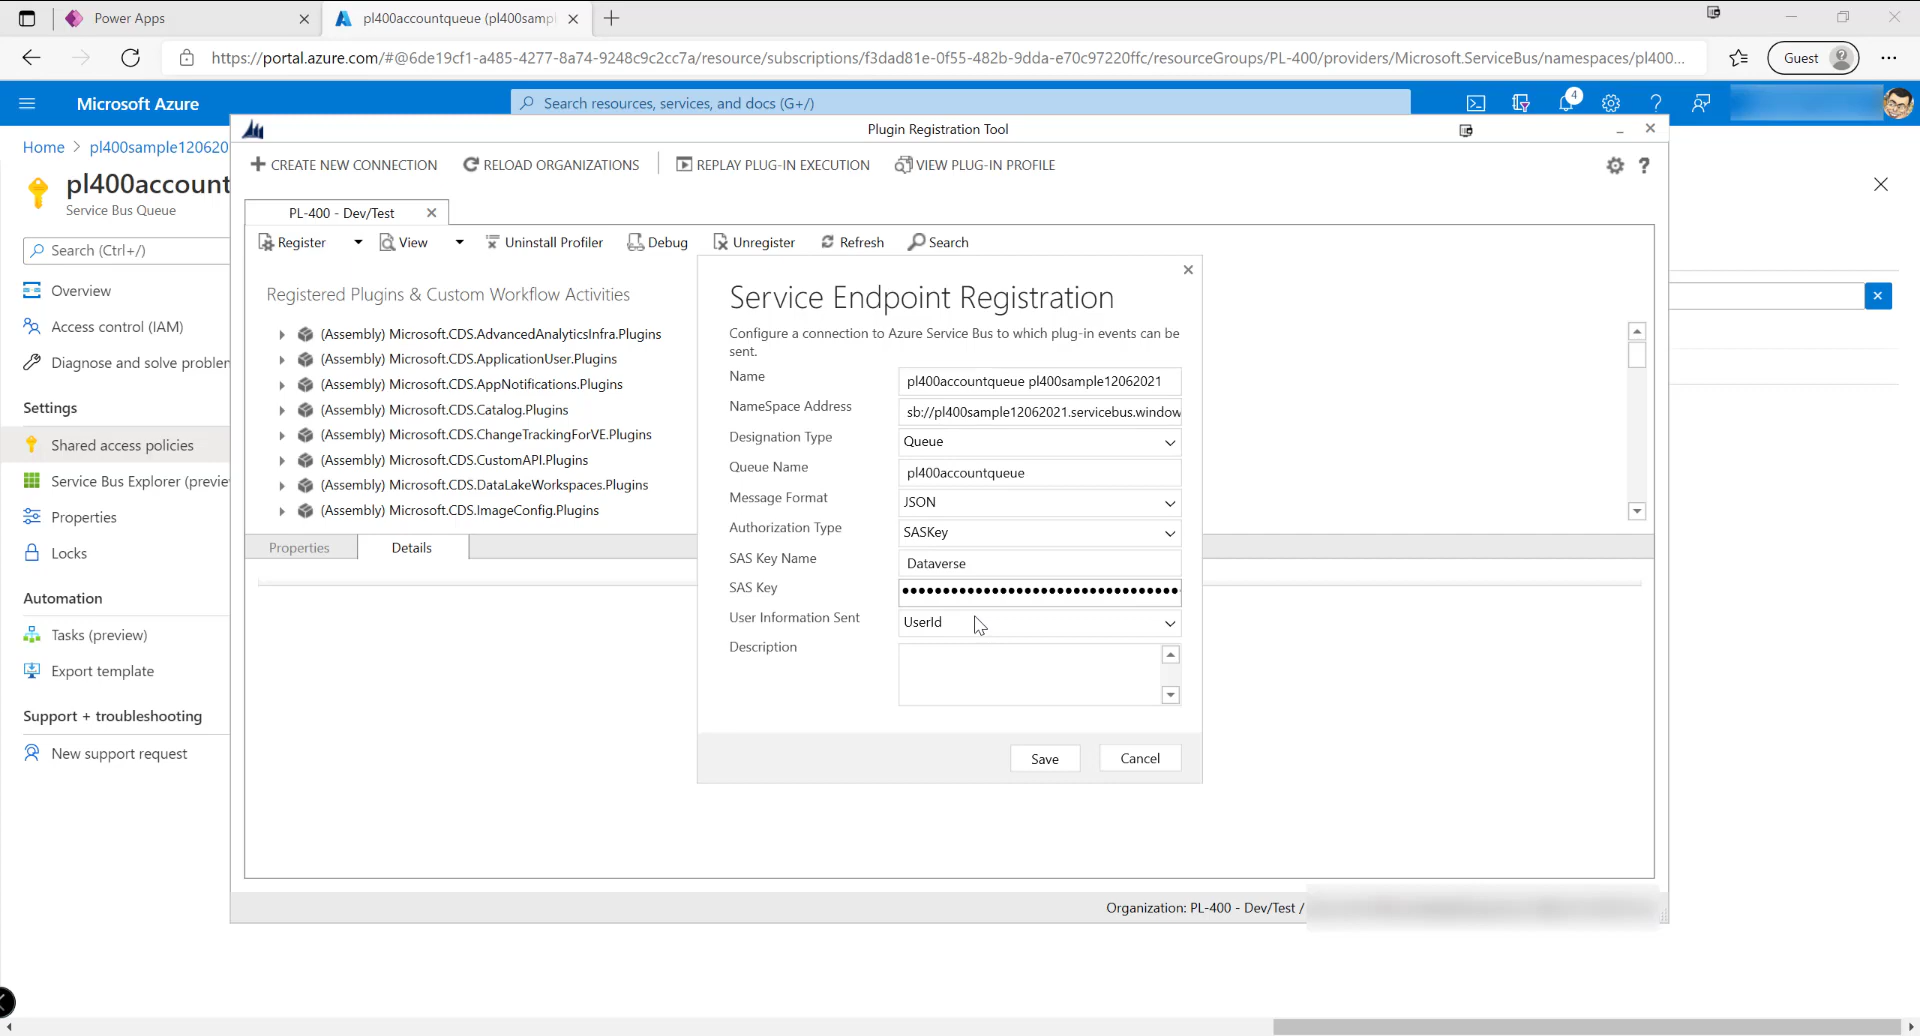 Power Apps
pl400accountqueue (pl400samp
https://portal.azure.com/#@6de19cf1-a485-4277-8a74-9248c9c2cc7a/resource/subscriptions/f3dad81e-0f55-482b-9dda-e70c97220ffc/resourceGroups/PL-400/providers/Microsoft.ServiceBus/namespaces/pl400...
Guest
Microsoft Azure
Search resources, services, and docs (G+/)
4
Home > pl400sample120620
pl400account
Service Bus Queue
Search (Ctrl+/)
Overview
Access control (IAM)
Diagnose and solve problem
Settings
Shared access policies
Service Bus Explorer (previe
Properties
Locks
Automation
Tasks (preview)
Export template
Support + troubleshooting
New support request
Plugin Registration Tool
CREATE NEW CONNECTION
RELOAD ORGANIZATIONS
REPLAY PLUG-IN EXECUTION
VIEW PLUG-IN PROFILE
PL-400 - Dev/Test
Register
View
Uninstall Profiler
Debug
Unregister
Refresh
Search
Registered Plugins & Custom Workflow Activities
(Assembly) Microsoft.CDS.AdvancedAnalyticsInfra.Plugins
(Assembly) Microsoft.CDS.ApplicationUser.Plugins
(Assembly) Microsoft.CDS.AppNotifications.Plugins
(Assembly) Microsoft.CDS.Catalog.Plugins
(Assembly) Microsoft.CDS.ChangeTrackingForVE.Plugins
(Assembly) Microsoft.CDS.CustomAPI.Plugins
(Assembly) Microsoft.CDS.DataLakeWorkspaces.Plugins
(Assembly) Microsoft.CDS.ImageConfig.Plugins
Properties
Details
Service Endpoint Registration
Configure a connection to Azure Service Bus to which plug-in events can be
sent.
Name
pl400accountqueue pl400sample12062021
NameSpace Address
sb://pl400sample12062021.servicebus.window
Designation Type
Queue
Queue Name
pl400accountqueue
Message Format
JSON
Authorization Type
SASKey
SAS Key Name
Dataverse
SAS Key
User Information Sent
UserId
Description
Save
Cancel
Organization: PL-400 - Dev/Test /